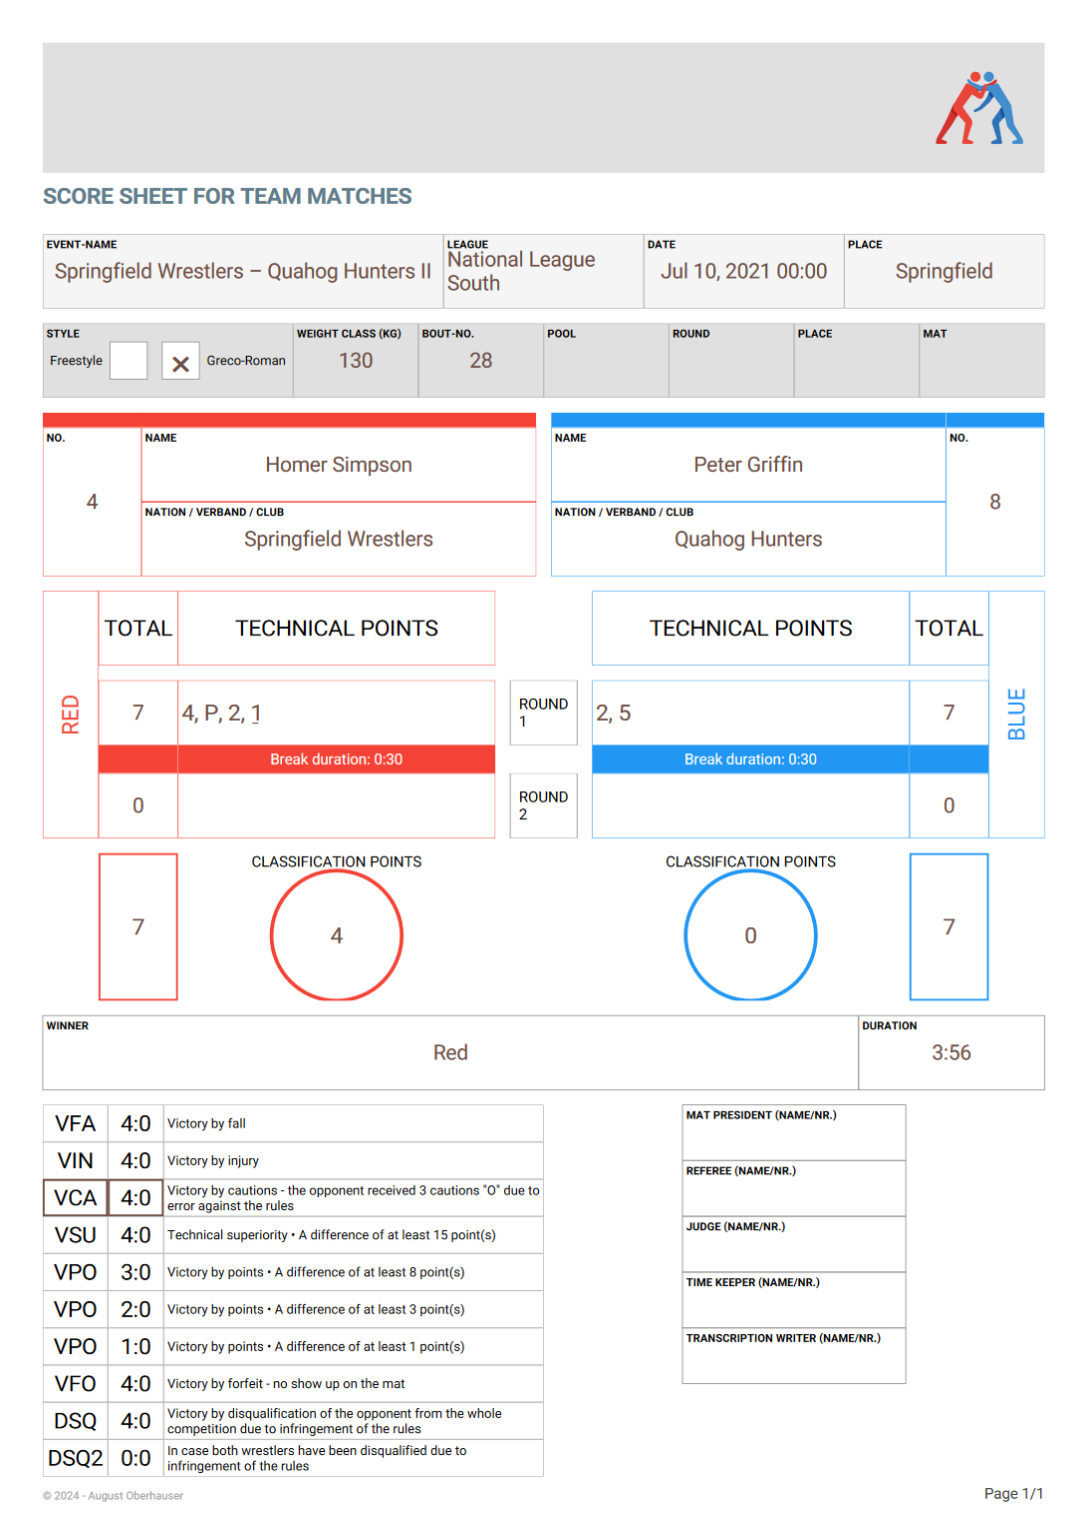 SCORE SHEET FOR TEAM MATCHES
EVENT-NAME
Springfield Wrestlers – Quahog Hunters II
LEAGUE
National League
South
DATE
Jul 10, 2021 00:00
PLACE
Springfield
STYLE
Freestyle
✕
Greco-Roman
WEIGHT CLASS (KG)
130
BOUT-NO.
28
POOL
ROUND
PLACE
MAT
NO.
4
NAME
Homer Simpson
NATION / VERBAND / CLUB
Springfield Wrestlers
NAME
Peter Griffin
NATION / VERBAND / CLUB
Quahog Hunters
NO.
8
RED
TOTAL
TECHNICAL POINTS
TECHNICAL POINTS
TOTAL
BLUE
7
4, P, 2, 1
ROUND
1
2, 5
7
Break duration: 0:30
Break duration: 0:30
0
ROUND
2
0
7
CLASSIFICATION POINTS
4
CLASSIFICATION POINTS
0
7
WINNER
Red
DURATION
3:56
VFA 4:0 Victory by fall
VIN 4:0 Victory by injury
VCA 4:0 Victory by cautions - the opponent received 3 cautions "O" due to
error against the rules
VSU 4:0 Technical superiority • A difference of at least 15 point(s)
VPO 3:0 Victory by points • A difference of at least 8 point(s)
VPO 2:0 Victory by points • A difference of at least 3 point(s)
VPO 1:0 Victory by points • A difference of at least 1 point(s)
VFO 4:0 Victory by forfeit - no show up on the mat
DSQ 4:0 Victory by disqualification of the opponent from the whole
competition due to infringement of the rules
DSQ2 0:0 In case both wrestlers have been disqualified due to
infringement of the rules
MAT PRESIDENT (NAME/NR.)
REFEREE (NAME/NR.)
JUDGE (NAME/NR.)
TIME KEEPER (NAME/NR.)
TRANSCRIPTION WRITER (NAME/NR.)
© 2024 - August Oberhauser
Page 1/1